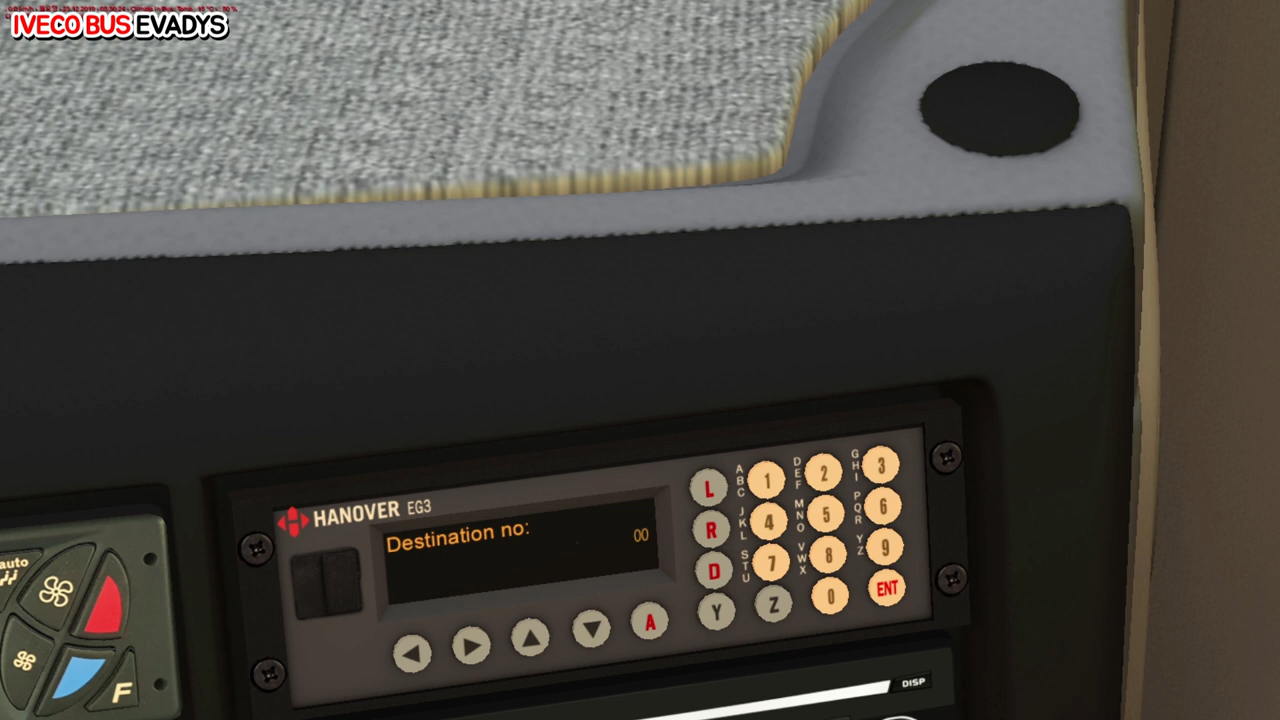 IVECO BUS EVADYS
HANOVER EG3
Destination no:
00
L
R
D
A
Y
Z
ABC
1
DEF
2
GHI
3
JKL
4
MNO
5
PQR
6
STU
7
VWX
8
YZ
9
0
ENT
auto
F
DISP